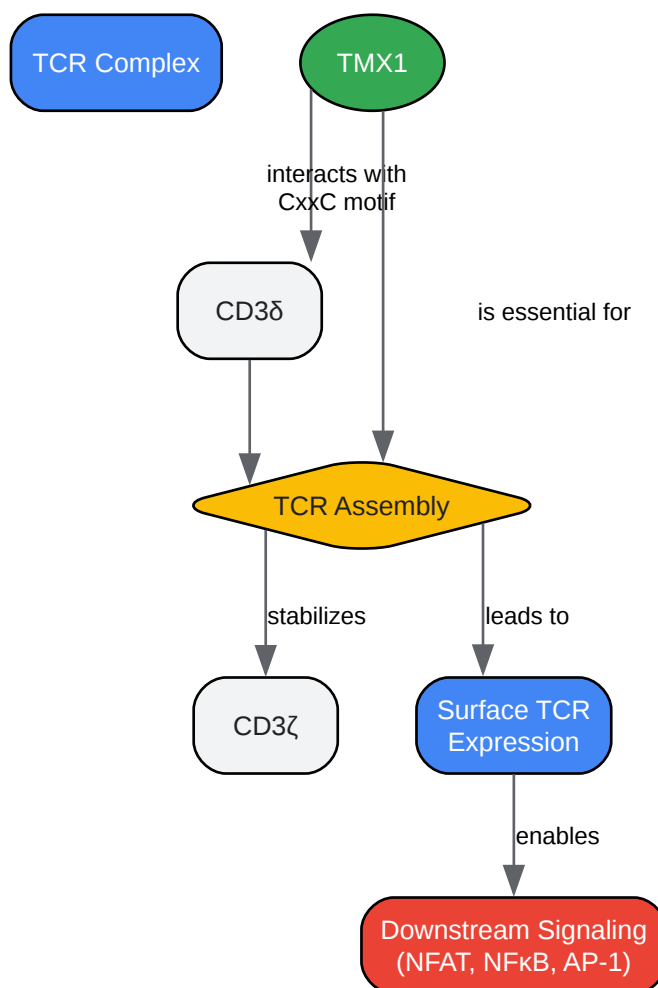 TCR Complex
TMX1
interacts with
CxxC motif
CD3δ
is essential for
TCR Assembly
stabilizes
leads to
CD3ζ
Surface TCR
Expression
enables
Downstream Signaling
(NFAT, NFκB, AP-1)